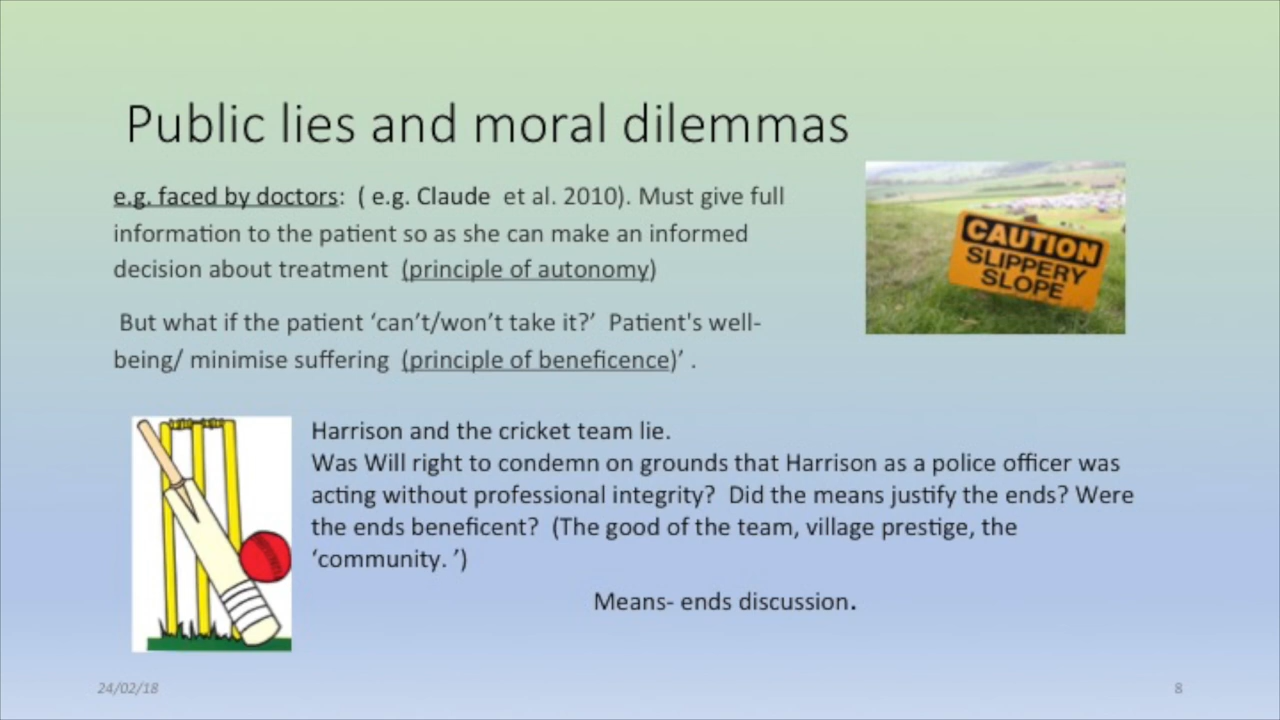 Public lies and moral dilemmas
e.g. faced by doctors:  ( e.g. Claude  et al. 2010). Must give full
information to the patient so as she can make an informed
decision about treatment  (principle of autonomy)
But what if the patient ‘can’t/won’t take it?’  Patient's well-
being/ minimise suffering  (principle of beneficence)’ .
CAUTION
SLIPPERY
SLOPE
Harrison and the cricket team lie.
Was Will right to condemn on grounds that Harrison as a police officer was
acting without professional integrity?  Did the means justify the ends? Were
the ends beneficent?  (The good of the team, village prestige, the
‘community. ’)
Means- ends discussion.
24/02/18
8